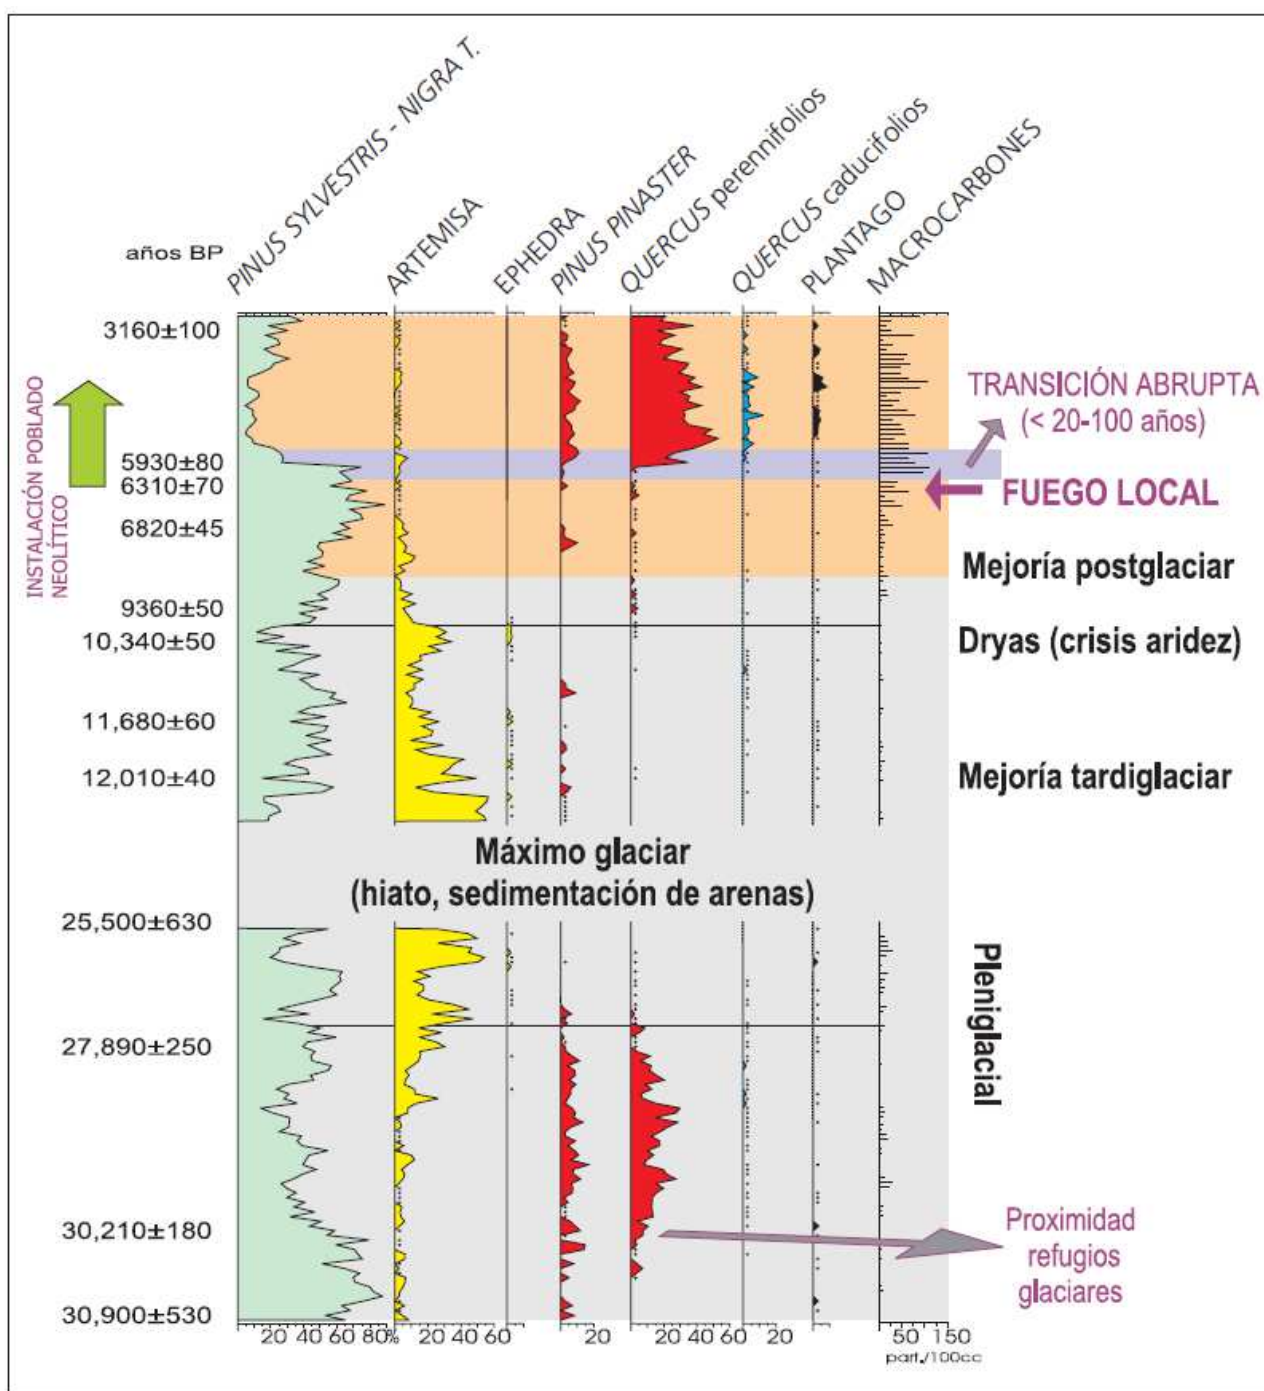 PINUS SYLVESTRIS - NIGRA T.
ARTEMISA
EPHEDRA
PINUS PINASTER
QUERCUS perennifolios
QUERCUS caducifolios
PLANTAGO
MACROCARBONES
años BP
3160±100
5930±80
6310±70
6820±45
9360±50
10,340±50
11,680±60
12,010±40
25,500±630
27,890±250
30,210±180
30,900±530
INSTALACIÓN POBLADO
NEOLÍTICO
TRANSICIÓN ABRUPTA
(< 20-100 años)
FUEGO LOCAL
Mejoría postglaciar
Dryas (crisis aridez)
Mejoría tardiglaciar
Máximo glaciar
(hiato, sedimentación de arenas)
Pleniglacial
Proximidad
refugios
glaciares
20 40 60 80% 20 40 60 20 20 40 60 20 50 150
part./100cc